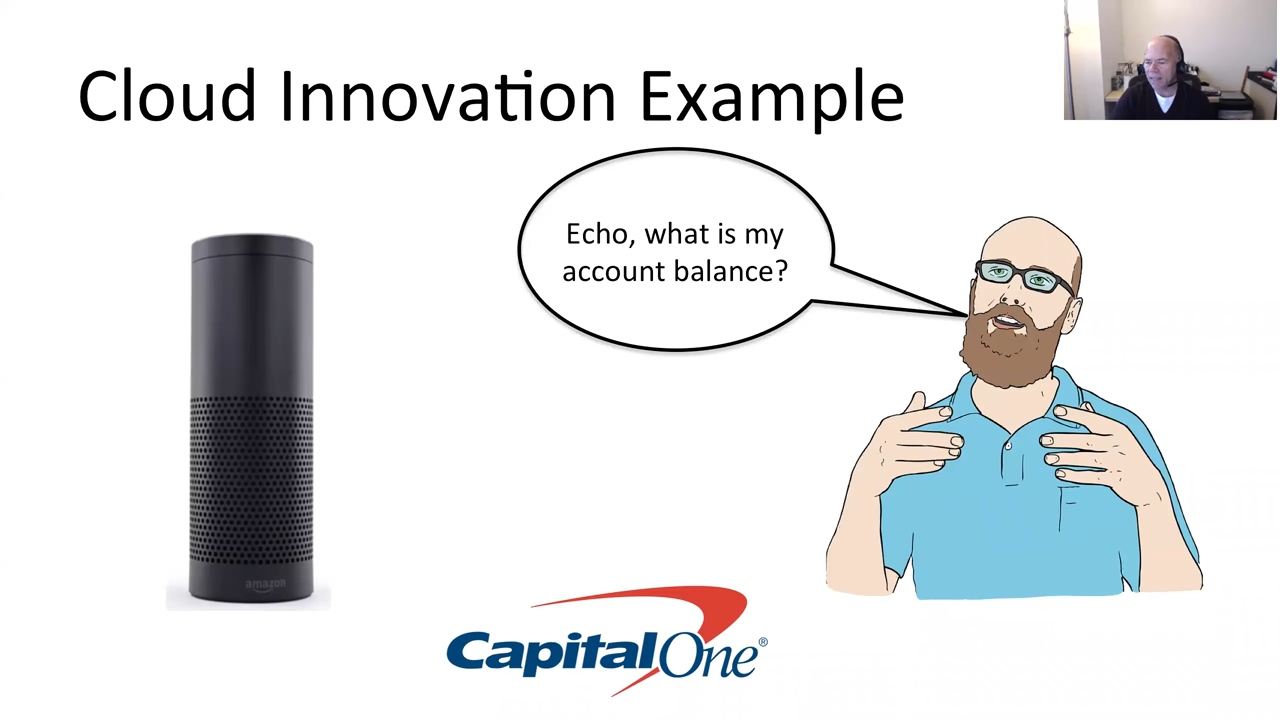 Cloud Innovation Example
Echo, what is my
account balance?
amazon
CapitalOne®